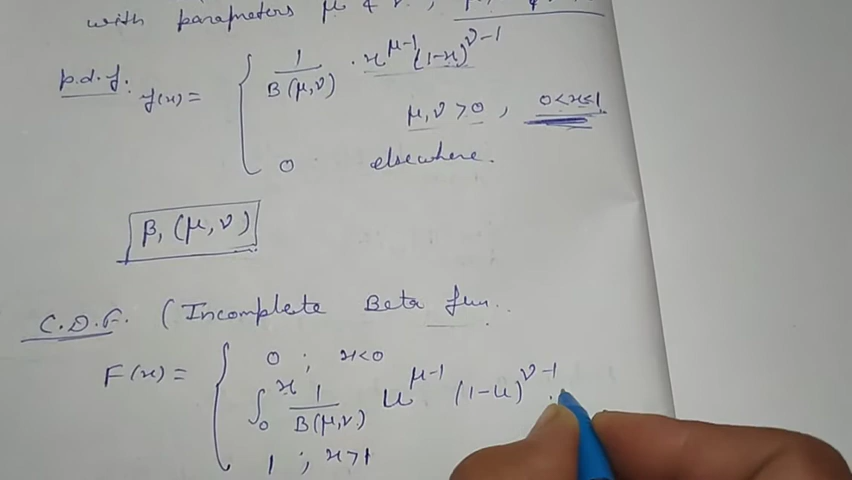 with parameters μ & ν,
p.d.f. f(x) = { 1/B(μ,ν) · x^{μ-1} (1-x)^{ν-1}
μ, ν > 0 , 0<x≤1
0 elsewhere.
β₁ (μ, ν)
C.D.F. (Incomplete Beta fun..
F(x) = { 0 ; x<0
∫₀^x 1/B(μ,ν) u^{μ-1} (1-u)^{ν-1} .
1 ; x>1